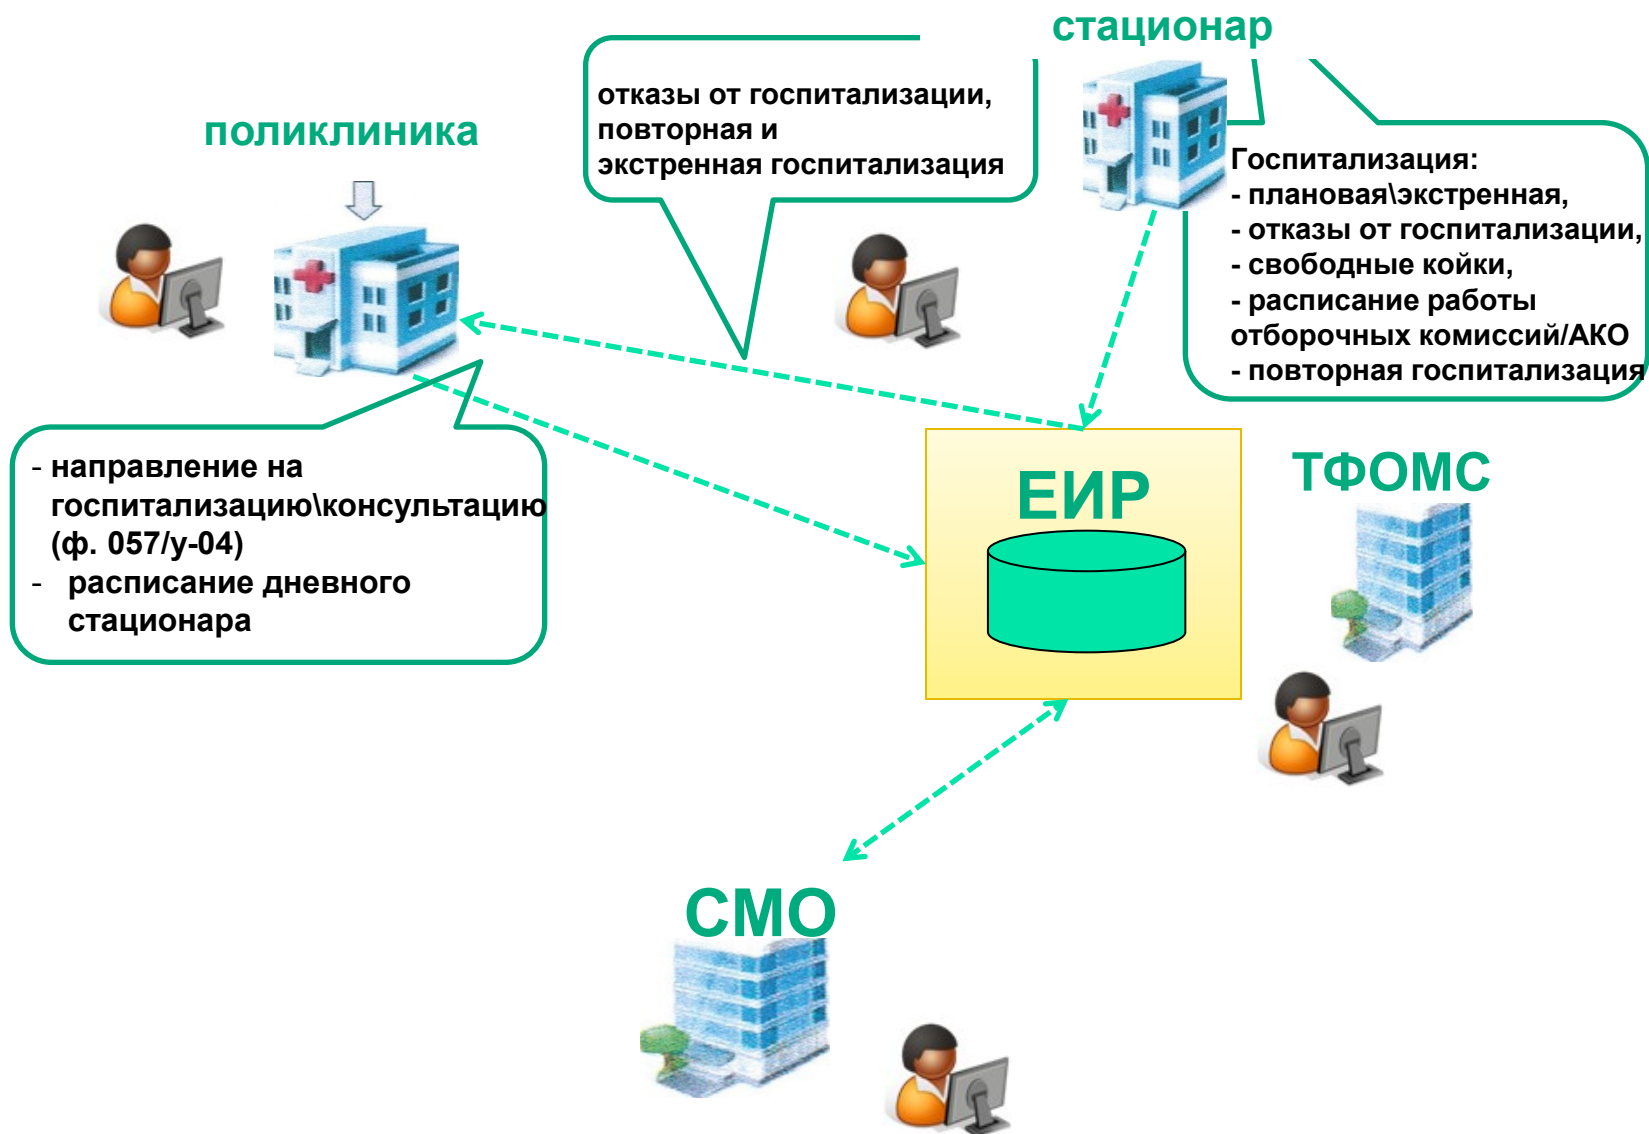 стационар
отказы от госпитализации,
повторная и
экстренная госпитализация
поликлиника
Госпитализация:
- плановая\экстренная,
- отказы от госпитализации,
- свободные койки,
- расписание работы
отборочных комиссий/АКО
- повторная госпитализация
- направление на
госпитализацию\консультацию
(ф. 057/у-04)
- расписание дневного
стационара
ЕИР
ТФОМС
СМО